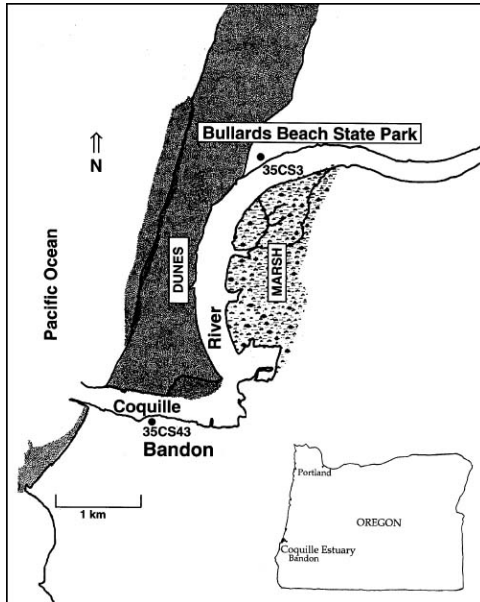 Bullards Beach State Park
N
35CS3
Pacific Ocean
DUNES
MARSH
River
Coquille
35CS43
Bandon
1 km
Portland
OREGON
Coquille Estuary
Bandon